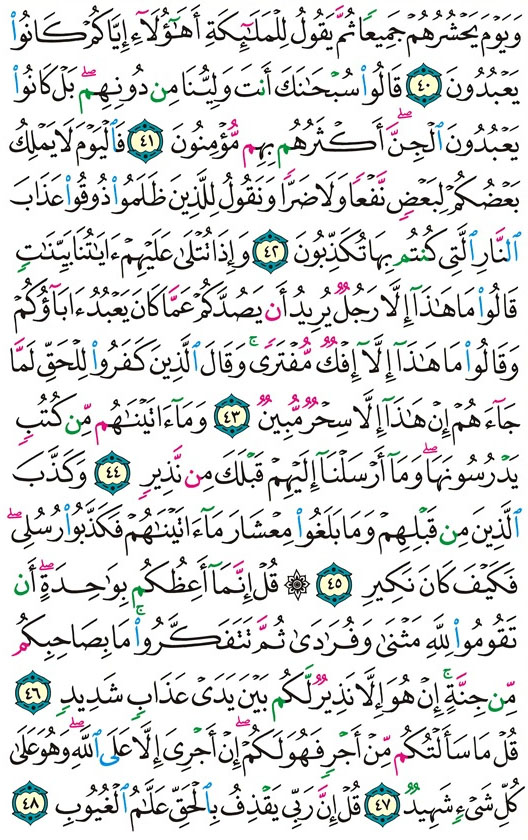 وَيَوْمَ يَحْشُرُهُمْ جَمِيعًا ثُمَّ يَقُولُ لِلْمَلَٰٓئِكَةِ أَهَٰٓؤُلَآءِ إِيَّاكُمْ كَانُوا۟
يَعْبُدُونَ ٤٠ قَالُوا۟ سُبْحَٰنَكَ أَنتَ وَلِيُّنَا مِن دُونِهِم ۖ بَلْ كَانُوا۟
يَعْبُدُونَ ٱلْجِنَّ ۖ أَكْثَرُهُم بِهِم مُّؤْمِنُونَ ٤١ فَٱلْيَوْمَ لَا يَمْلِكُ
بَعْضُكُمْ لِبَعْضٍ نَّفْعًا وَلَا ضَرًّا وَنَقُولُ لِلَّذِينَ ظَلَمُوا۟ ذُوقُوا۟ عَذَابَ
ٱلنَّارِ ٱلَّتِى كُنتُم بِهَا تُكَذِّبُونَ ٤٢ وَإِذَا تُتْلَىٰ عَلَيْهِمْ ءَايَٰتُنَا بَيِّنَٰتٍ
قَالُوا۟ مَا هَٰذَآ إِلَّا رَجُلٌ يُرِيدُ أَن يَصُدَّكُمْ عَمَّا كَانَ يَعْبُدُ ءَابَآؤُكُمْ
وَقَالُوا۟ مَا هَٰذَآ إِلَّآ إِفْكٌ مُّفْتَرًى ۚ وَقَالَ ٱلَّذِينَ كَفَرُوا۟ لِلْحَقِّ لَمَّا
جَآءَهُمْ إِنْ هَٰذَآ إِلَّا سِحْرٌ مُّبِينٌ ٤٣ وَمَآ ءَاتَيْنَٰهُم مِّن كُتُبٍ
يَدْرُسُونَهَا ۖ وَمَآ أَرْسَلْنَآ إِلَيْهِمْ قَبْلَكَ مِن نَّذِيرٍ ٤٤ وَكَذَّبَ
ٱلَّذِينَ مِن قَبْلِهِمْ وَمَا بَلَغُوا۟ مِعْشَارَ مَآ ءَاتَيْنَٰهُمْ فَكَذَّبُوا۟ رُسُلِى ۖ
فَكَيْفَ كَانَ نَكِيرِ ٤٥ ۞ قُلْ إِنَّمَآ أَعِظُكُم بِوَٰحِدَةٍ ۖ أَن
تَقُومُوا۟ لِلَّهِ مَثْنَىٰ وَفُرَٰدَىٰ ثُمَّ تَتَفَكَّرُوا۟ ۚ مَا بِصَاحِبِكُم
مِّن جِنَّةٍ ۚ إِنْ هُوَ إِلَّا نَذِيرٌ لَّكُم بَيْنَ يَدَىْ عَذَابٍ شَدِيدٍ ٤٦
قُلْ مَا سَأَلْتُكُم مِّنْ أَجْرٍ فَهُوَ لَكُمْ ۖ إِنْ أَجْرِىَ إِلَّا عَلَى ٱللَّهِ ۖ وَهُوَ عَلَىٰ
كُلِّ شَىْءٍ شَهِيدٌ ٤٧ قُلْ إِنَّ رَبِّى يَقْذِفُ بِٱلْحَقِّ عَلَّٰمُ ٱلْغُيُوبِ ٤٨